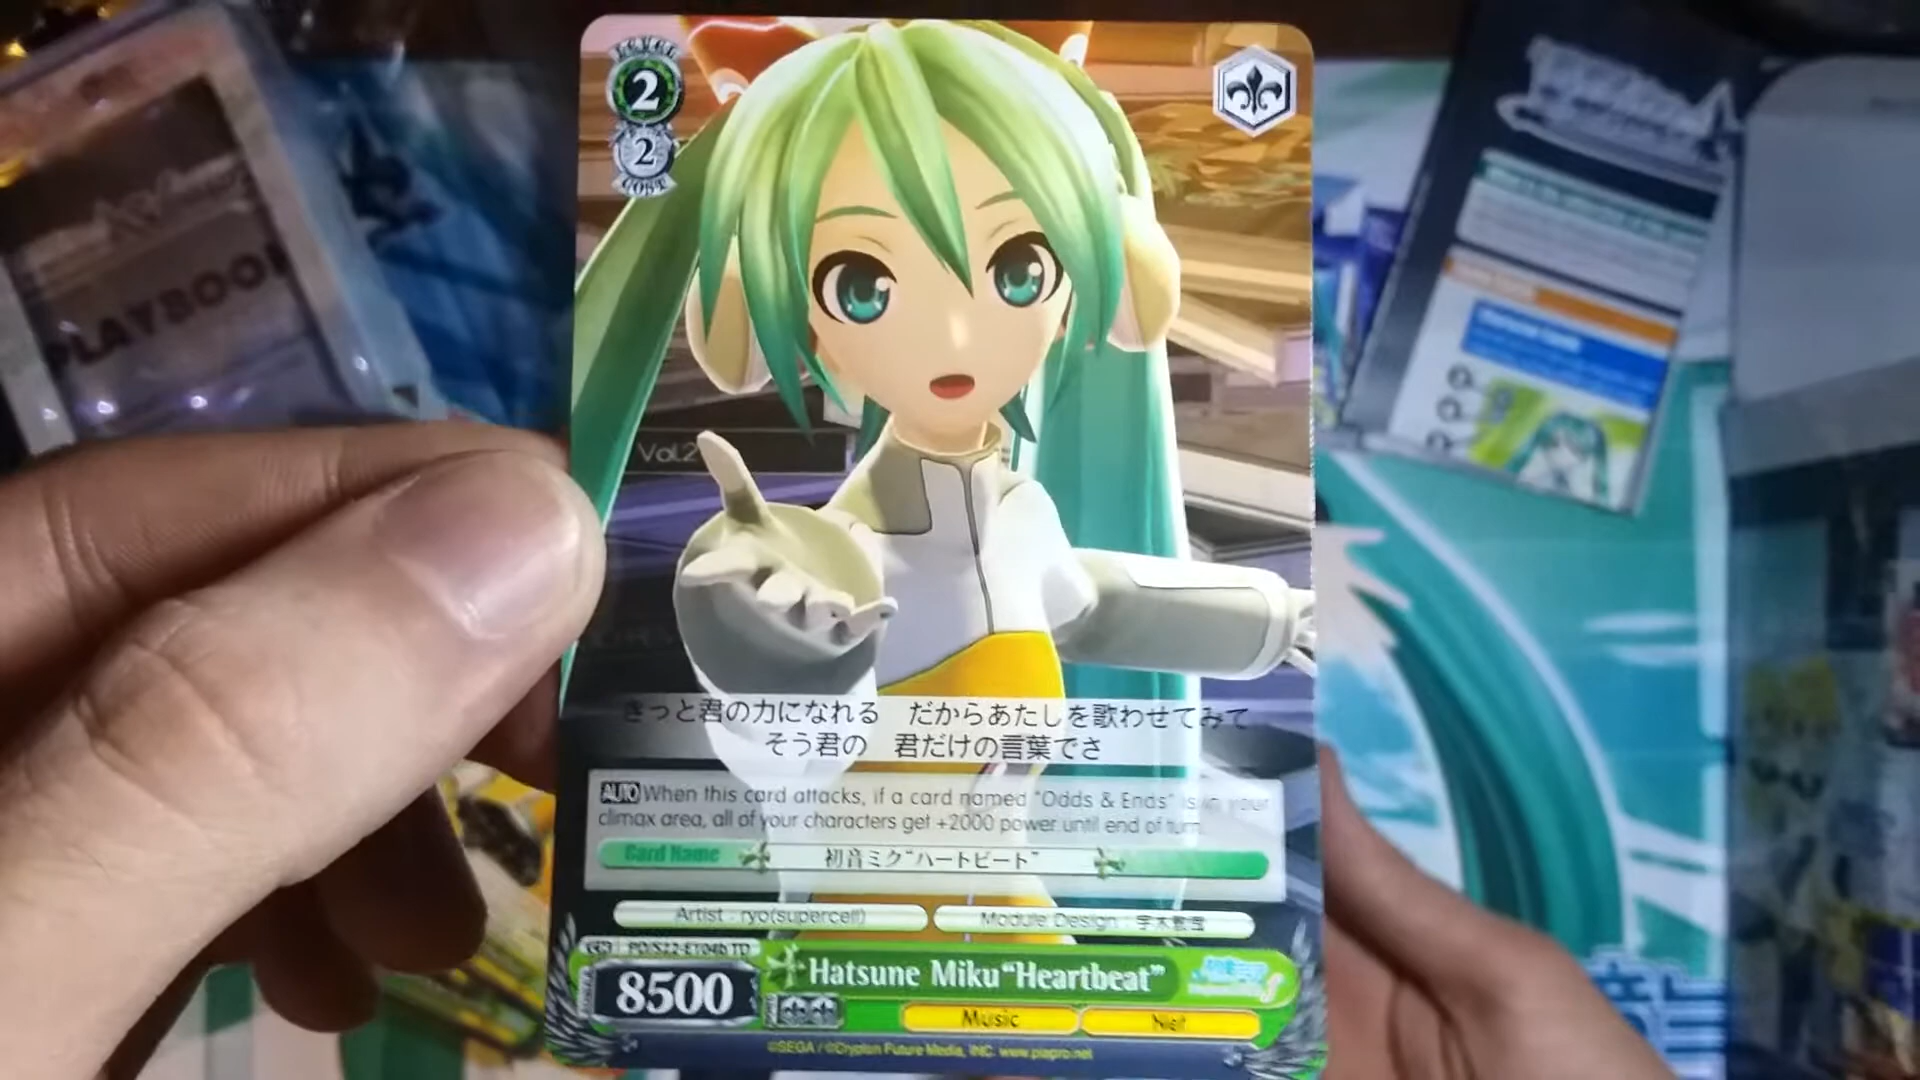 PLAYBOOK
LEVEL
2
2
COST
Vol.2
きっと君の力になれる　だからあたしを歌わせてみて
そう君の　君だけの言葉でさ
AUTO When this card attacks, if a card named "Odds & Ends" is in your
climax area, all of your characters get +2000 power until end of turn.
Card Name 初音ミク“ハートビート”
Artist : ryo(supercell) Module Design :
PD/S22-E104b TD
8500 Hatsune Miku“Heartbeat”
Music Net
©SEGA / ©Crypton Future Media, INC. www.piapro.net